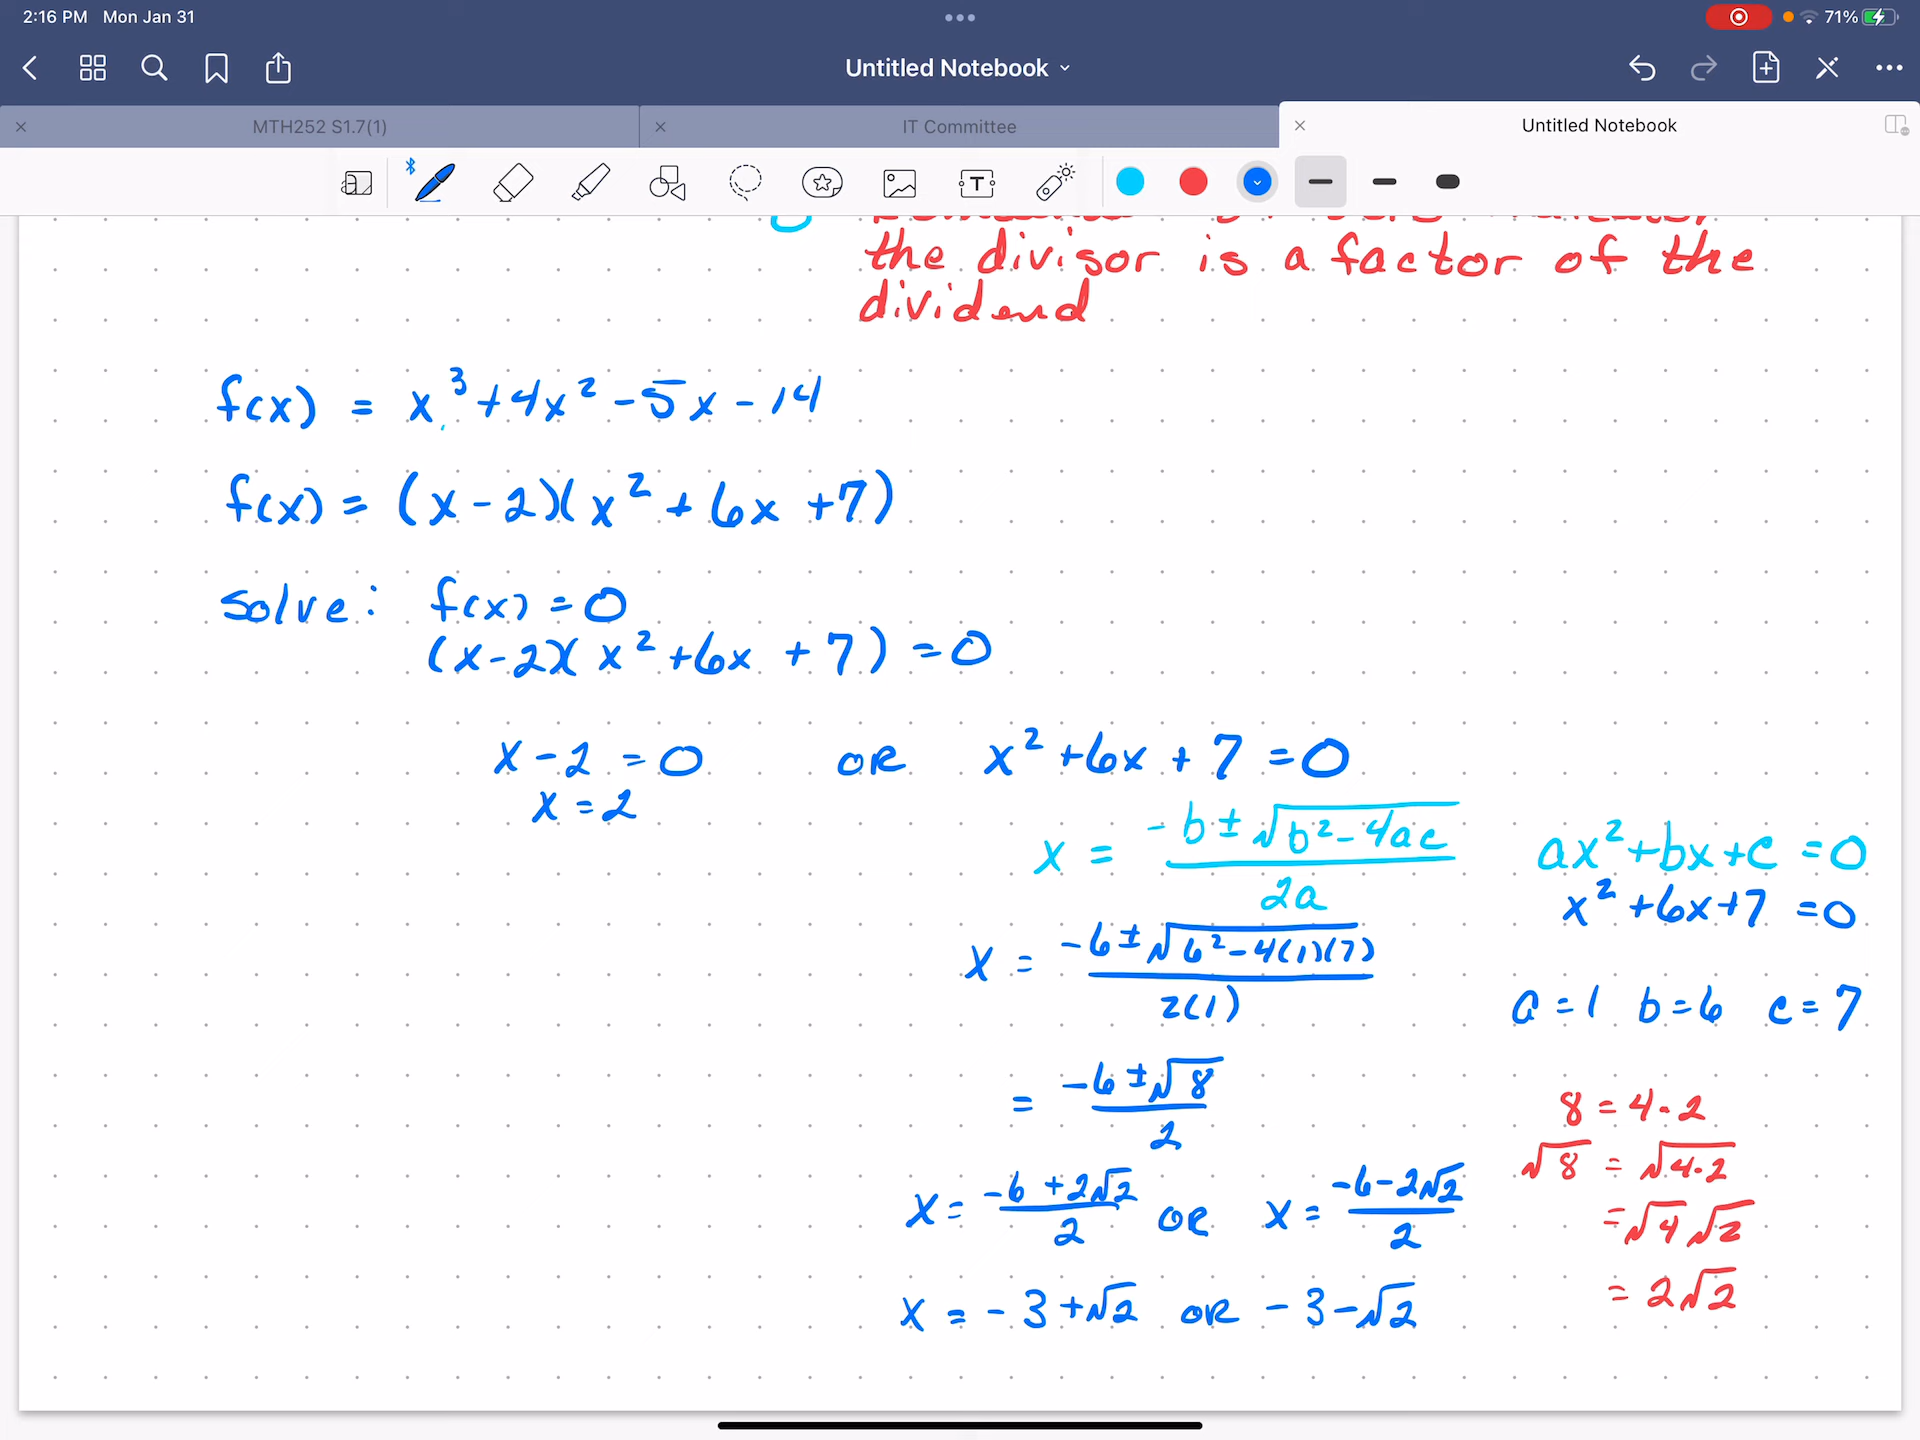 2:16 PM Mon Jan 31
71%
Untitled Notebook
MTH252 S1.7(1)
IT Committee
Untitled Notebook
T
the divisor is a factor of the
dividend
f(x) = x³ + 4x² - 5x - 14
f(x) = (x - 2)(x² + 6x + 7)
solve: f(x) = 0
(x - 2)(x² + 6x + 7) = 0
x - 2 = 0 OR x² + 6x + 7 = 0
x = 2
x = (-b ± √(b² - 4ac))/(2a)
ax² + bx + c = 0
x² + 6x + 7 = 0
x = (-6 ± √(6² - 4(1)(7)))/(2(1))
a = 1 b = 6 c = 7
= (-6 ± √8)/2
8 = 4 · 2
√8 = √(4·2)
= √4 √2
= 2√2
x = (-6 + 2√2)/2 OR x = (-6 - 2√2)/2
x = -3 + √2 OR -3 - √2